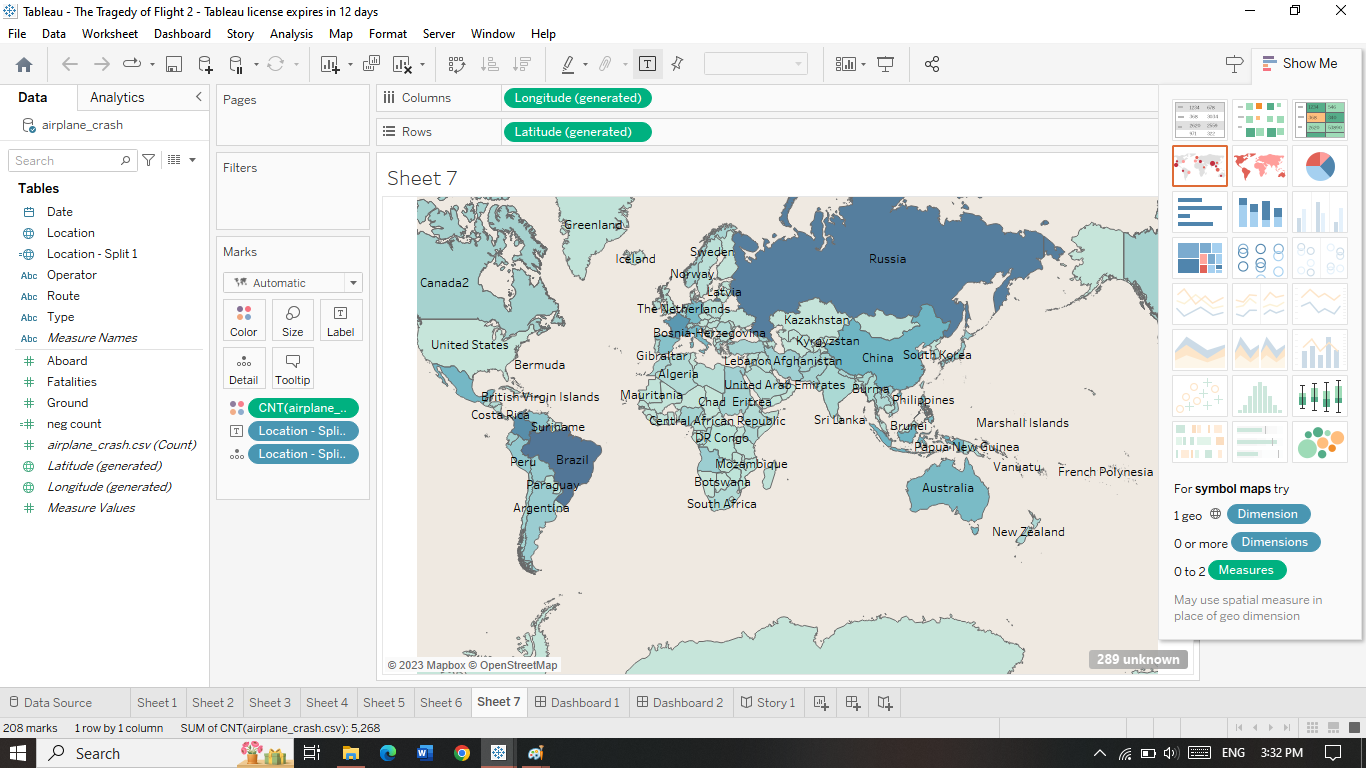 Tableau - The Tragedy of Flight 2 - Tableau license expires in 12 days
File Data Worksheet Dashboard Story Analysis Map Format Server Window Help
Show Me
Data Analytics
airplane_crash
Search
Tables
Date
Location
Location - Split 1
Abc Operator
Abc Route
Abc Type
Abc Measure Names
Aboard
Fatalities
Ground
neg count
airplane_crash.csv (Count)
Latitude (generated)
Longitude (generated)
Measure Values
Pages
Filters
Marks
Automatic
Color Size Label
Detail Tooltip
CNT(airplane_..
Location - Spli..
Location - Spli..
Columns Longitude (generated)
Rows Latitude (generated)
Sheet 7
Greenland
Iceland Sweden Russia
Norway
Canada2 Latvia
The Netherlands
Kazakhstan
Bosnia-Herzegovina
United States Kyrgyzstan
Gibraltar Lebanon Afghanistan China South Korea
Bermuda Algeria
United Arab Emirates Burma
British Virgin Islands Mauritania Chad Eritrea Philippines
Costa Rica Central African Republic Sri Lanka Marshall Islands
Suriname Brunei
DR Congo
Papua New Guinea
Peru Brazil Mozambique Vanuatu French Polynesia
Paraguay Botswana Australia
Argentina South Africa
New Zealand
© 2023 Mapbox © OpenStreetMap
289 unknown
For symbol maps try
1 geo Dimension
0 or more Dimensions
0 to 2 Measures
May use spatial measure in
place of geo dimension
Data Source Sheet 1 Sheet 2 Sheet 3 Sheet 4 Sheet 5 Sheet 6 Sheet 7 Dashboard 1 Dashboard 2 Story 1
208 marks 1 row by 1 column SUM of CNT(airplane_crash.csv): 5,268
Search ENG 3:32 PM